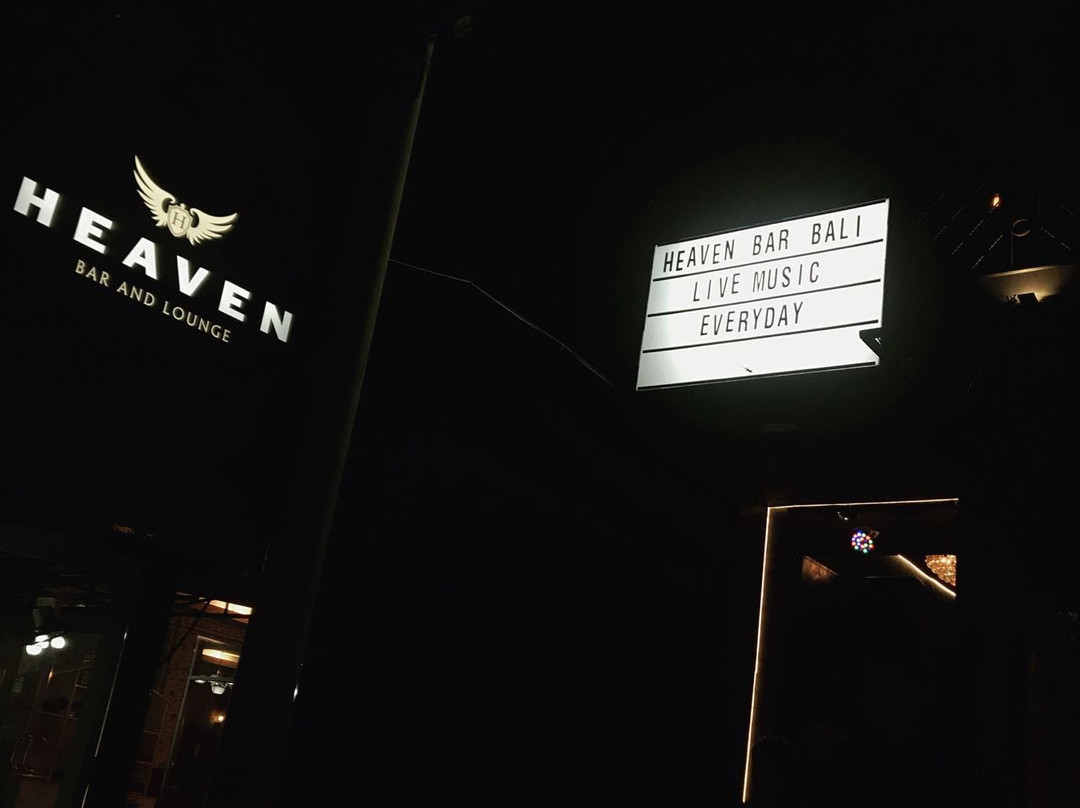 H
HEAVEN
BAR AND LOUNGE
HEAVEN BAR BALI
LIVE MUSIC
EVERYDAY